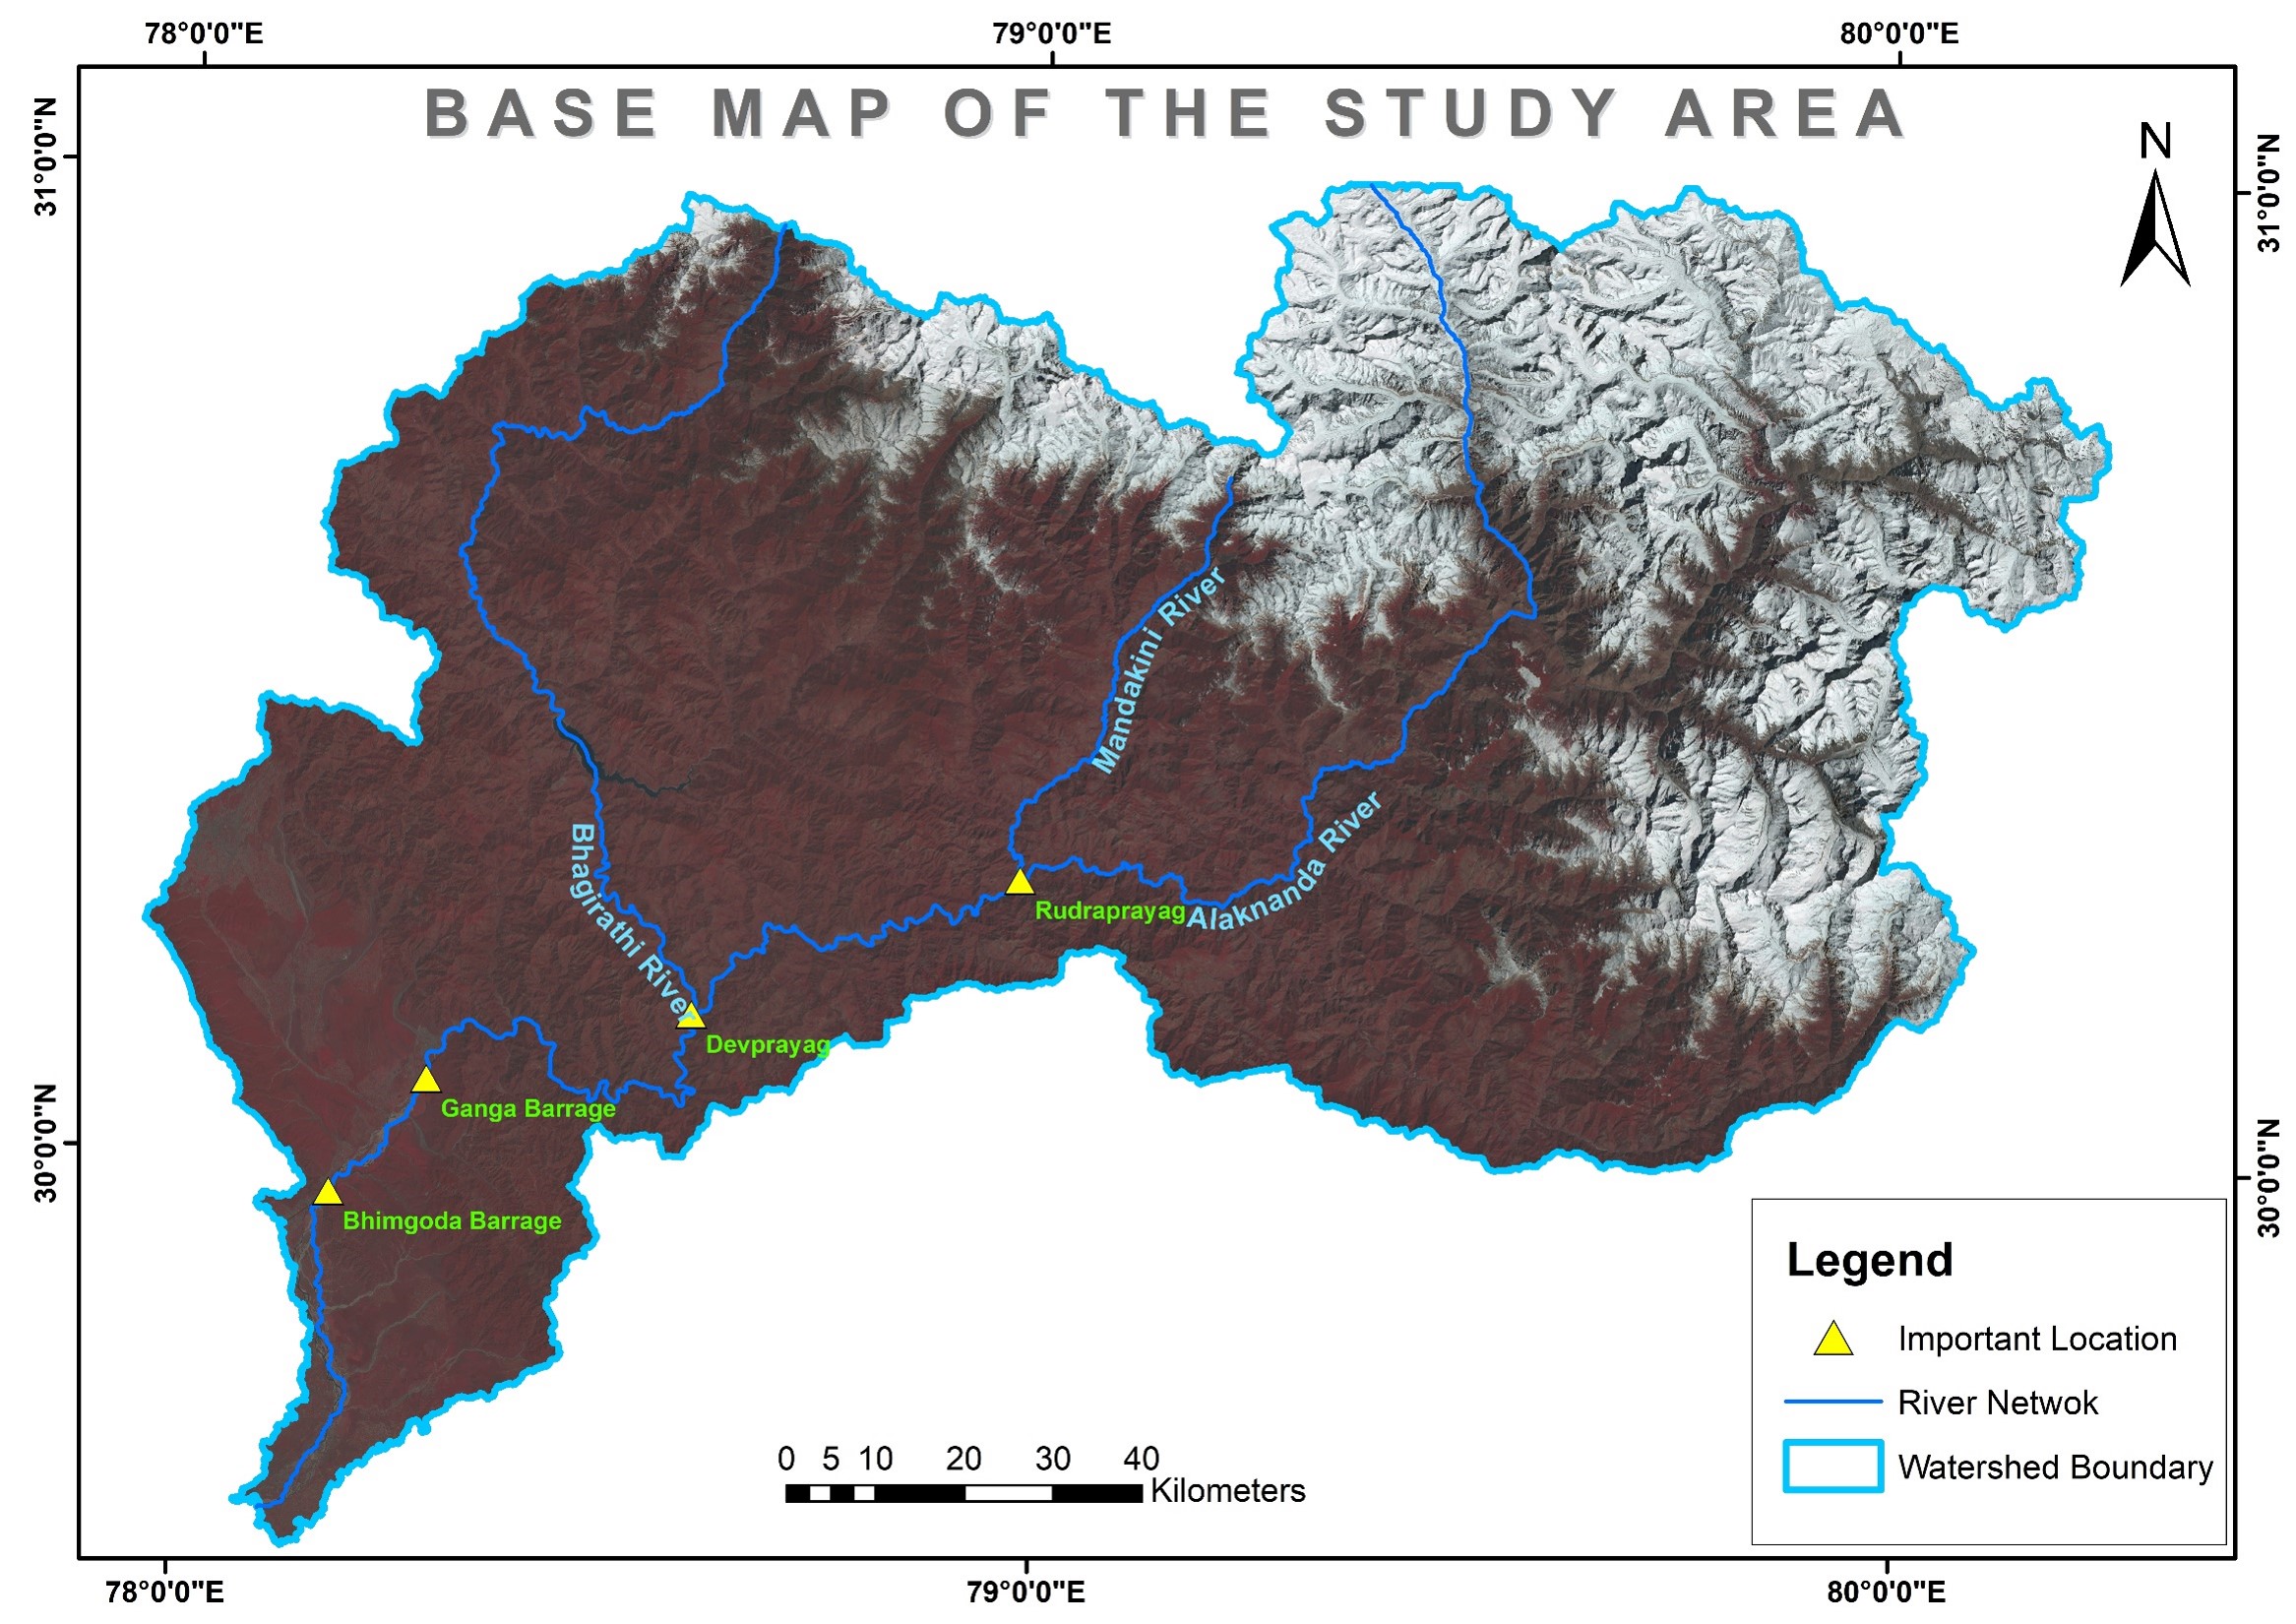 78°0'0"E 79°0'0"E 80°0'0"E
BASE MAP OF THE STUDY AREA
N
31°0'0"N
31°0'0"N
Mandakini River
Bhagirathi River
Alaknanda River
Rudraprayag
Devprayag
Ganga Barrage
Bhimgoda Barrage
30°0'0"N
30°0'0"N
Legend
Important Location
River Netwok
Watershed Boundary
0 5 10 20 30 40
Kilometers
78°0'0"E 79°0'0"E 80°0'0"E